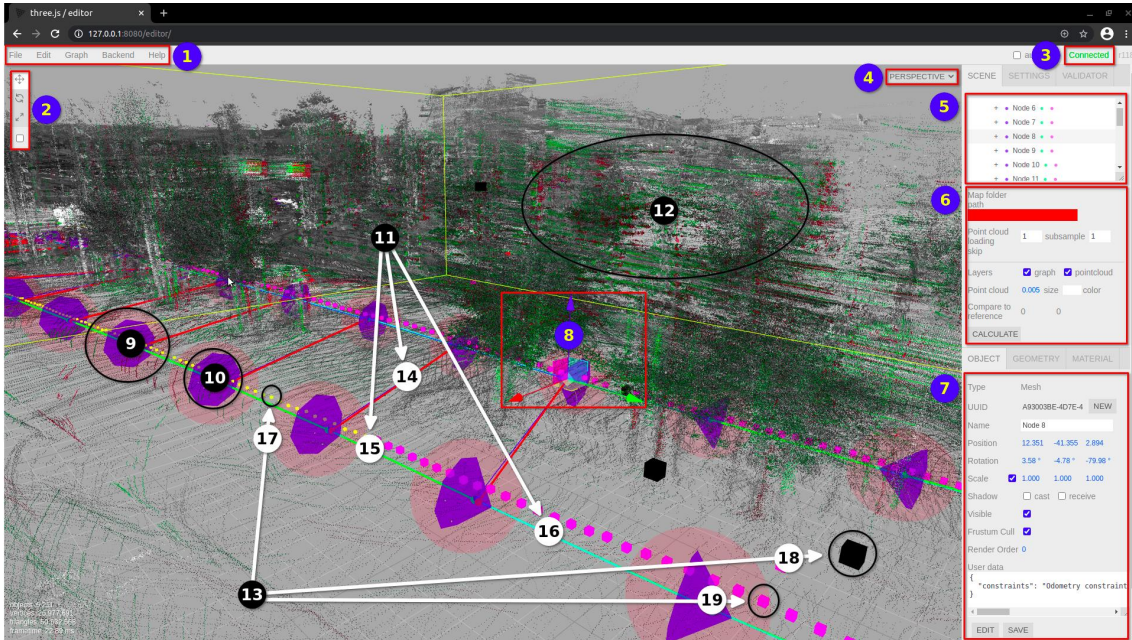 three.js / editor
127.0.0.1:8080/editor/
File Edit Graph Backend Help
1
3
Connected
2
4
PERSPECTIVE
SCENE SETTINGS VALIDATOR
5
Node 6
Node 7
Node 8
Node 9
Node 10
Node 11
6
Map folder
path
Point cloud
loading
skip
1 subsample 1
Layers graph pointcloud
Point cloud 0.005 size color
Compare to
reference
0 0
CALCULATE
7
OBJECT GEOMETRY MATERIAL
Type Mesh
UUID A93003BE-4D7E-4 NEW
Name Node 8
Position 12.351 -41.355 2.894
Rotation 3.58 ° -4.78 ° -79.98 °
Scale 1.000 1.000 1.000
Shadow cast receive
Visible
Frustum Cull
Render Order 0
User data
{
"constraints": "Odometry constraint
}
EDIT SAVE
12
11
8
9
10
14
17
15
16
18
13
19